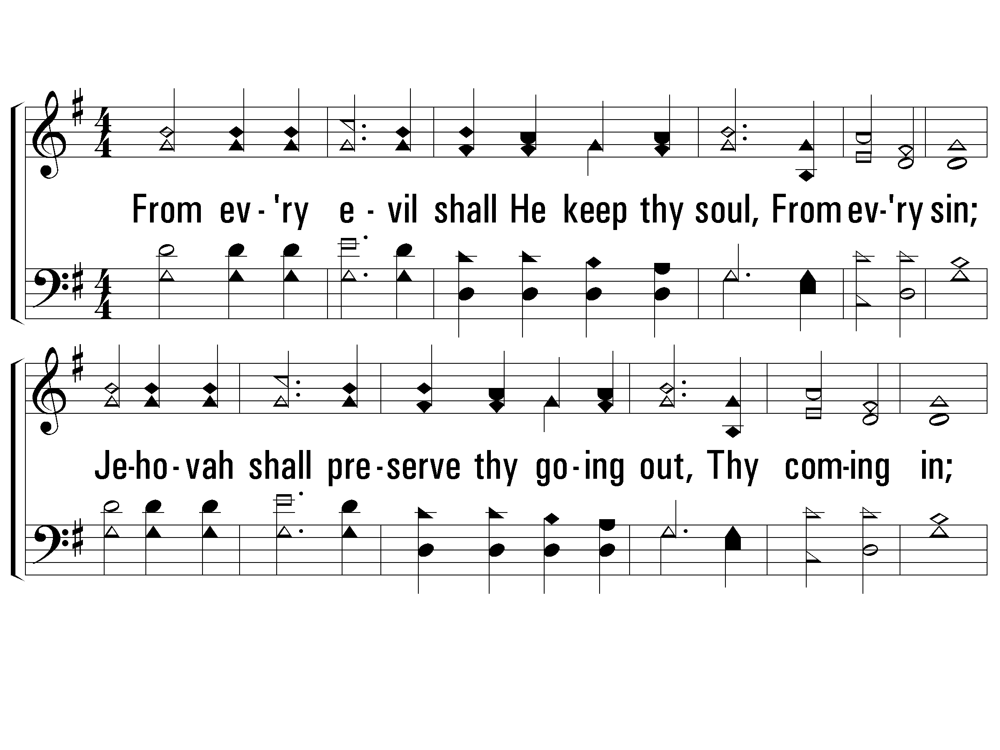 From ev - 'ry e - vil shall He keep thy soul, From ev-'ry sin;
Je-ho - vah shall pre - serve thy go - ing out, Thy com-ing in;